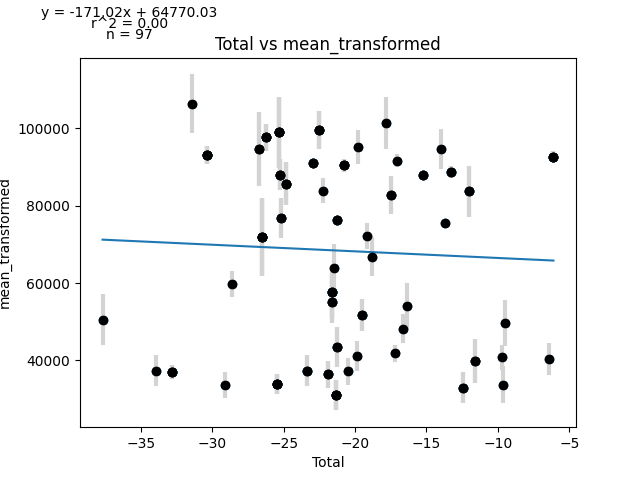 y = -171.02x + 64770.03
r^2 = 0.00
n = 97
Total vs mean_transformed
100000
80000
60000
40000
mean_transformed
−35
−30
−25
−20
−15
−10
−5
Total